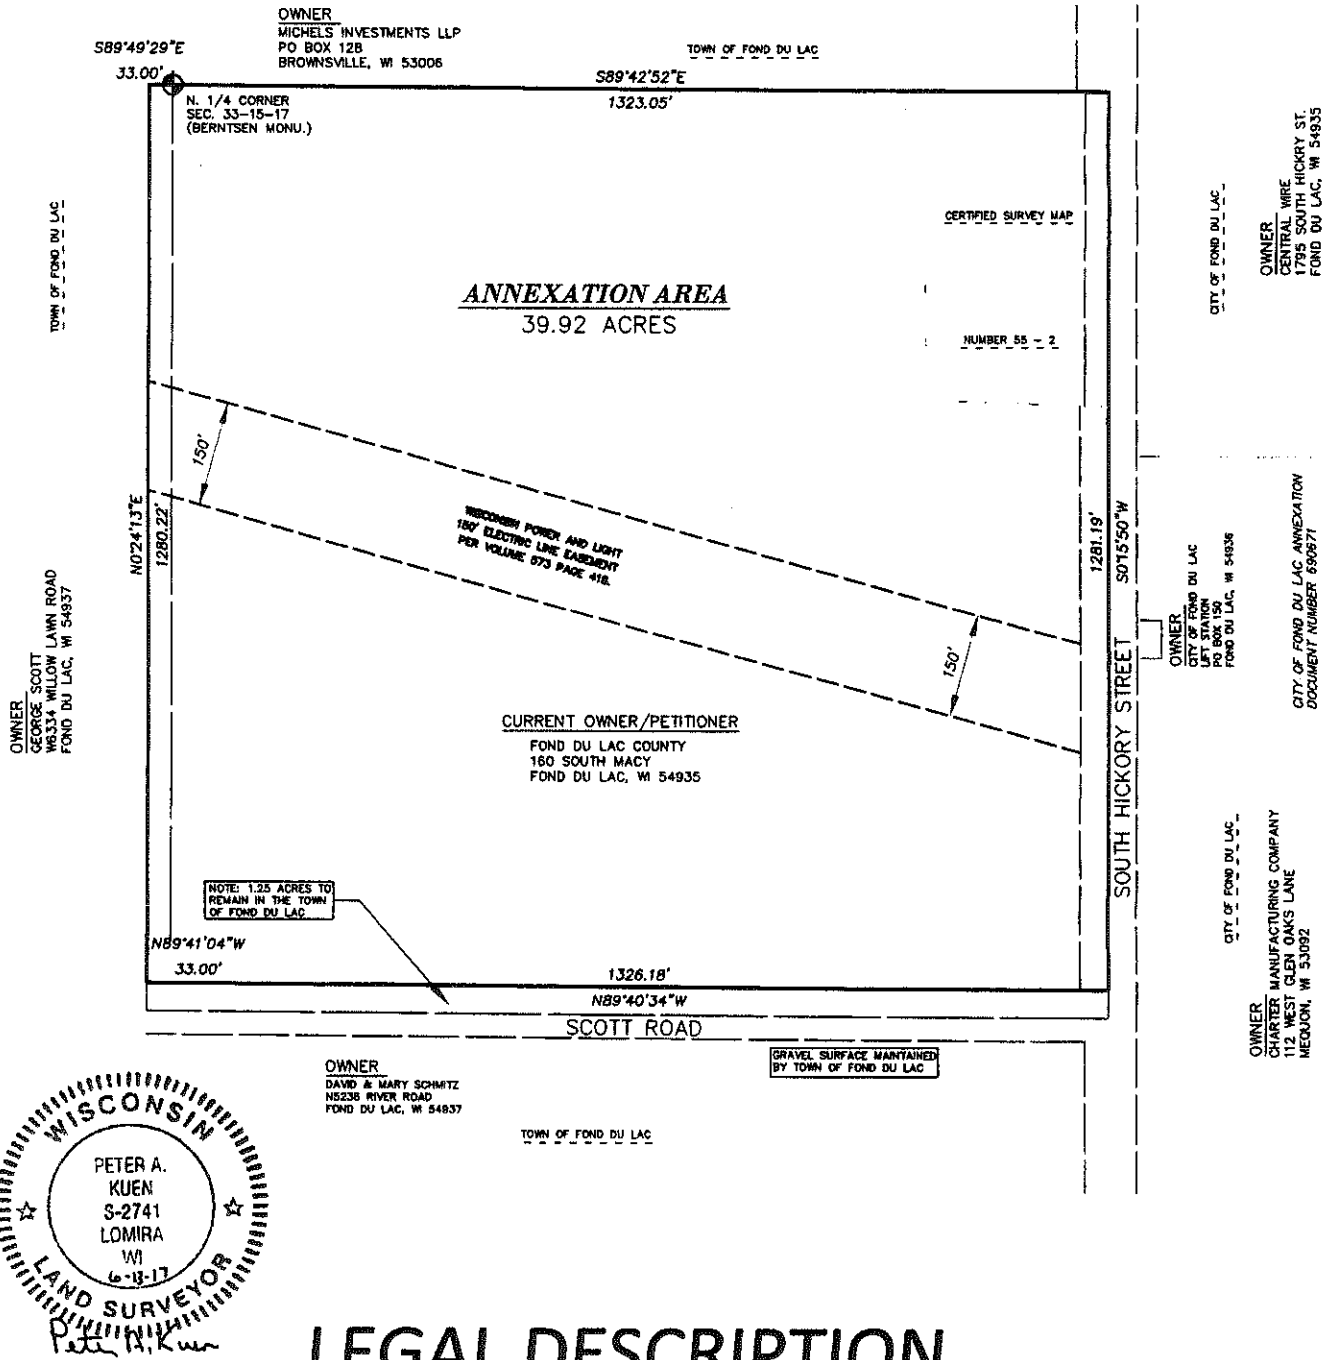 OWNER
MICHELS INVESTMENTS LLP
PO BOX 128
BROWNSVILLE, WI 53006
S89°49'29"E
33.00'
TOWN OF FOND DU LAC
S89°42'52"E
1323.05'
N. 1/4 CORNER
SEC. 33-15-17
(BERNTSEN MONU.)
TOWN OF FOND DU LAC
CERTIFIED SURVEY MAP
NUMBER 55 - 2
ANNEXATION AREA
39.92 ACRES
CITY OF FOND DU LAC
OWNER
CENTRAL WIRE
1795 SOUTH HICKRY ST.
FOND DU LAC, WI 54935
150'
N0°24'13"E
1280.22'
WISCONSIN POWER AND LIGHT
150' ELECTRIC LINE EASEMENT
PER VOLUME 573 PAGE 418.
1281.19'
S0°15'50"W
150'
OWNER
CITY OF FOND DU LAC
LIFT STATION
PO BOX 150
FOND DU LAC, WI 54936
CITY OF FOND DU LAC ANNEXATION
DOCUMENT NUMBER 690671
OWNER
GEORGE SCOTT
W6334 WILLOW LAWN ROAD
FOND DU LAC, WI 54937
CURRENT OWNER/PETITIONER
FOND DU LAC COUNTY
160 SOUTH MACY
FOND DU LAC, WI 54935
SOUTH HICKORY STREET
CITY OF FOND DU LAC
OWNER
CHARTER MANUFACTURING COMPANY
112 WEST GLEN OAKS LANE
MEQUON, WI 53092
NOTE: 1.25 ACRES TO
REMAIN IN THE TOWN
OF FOND DU LAC
N89°41'04"W
33.00'
1326.18'
N89°40'34"W
SCOTT ROAD
GRAVEL SURFACE MAINTAINED
BY TOWN OF FOND DU LAC
OWNER
DAVID & MARY SCHMITZ
N5236 RIVER ROAD
FOND DU LAC, WI 54937
TOWN OF FOND DU LAC
WISCONSIN
PETER A.
KUEN
S-2741
LOMIRA
WI
6-13-17
LAND SURVEYOR
Peter A. Kuen
LEGAL DESCRIPTION